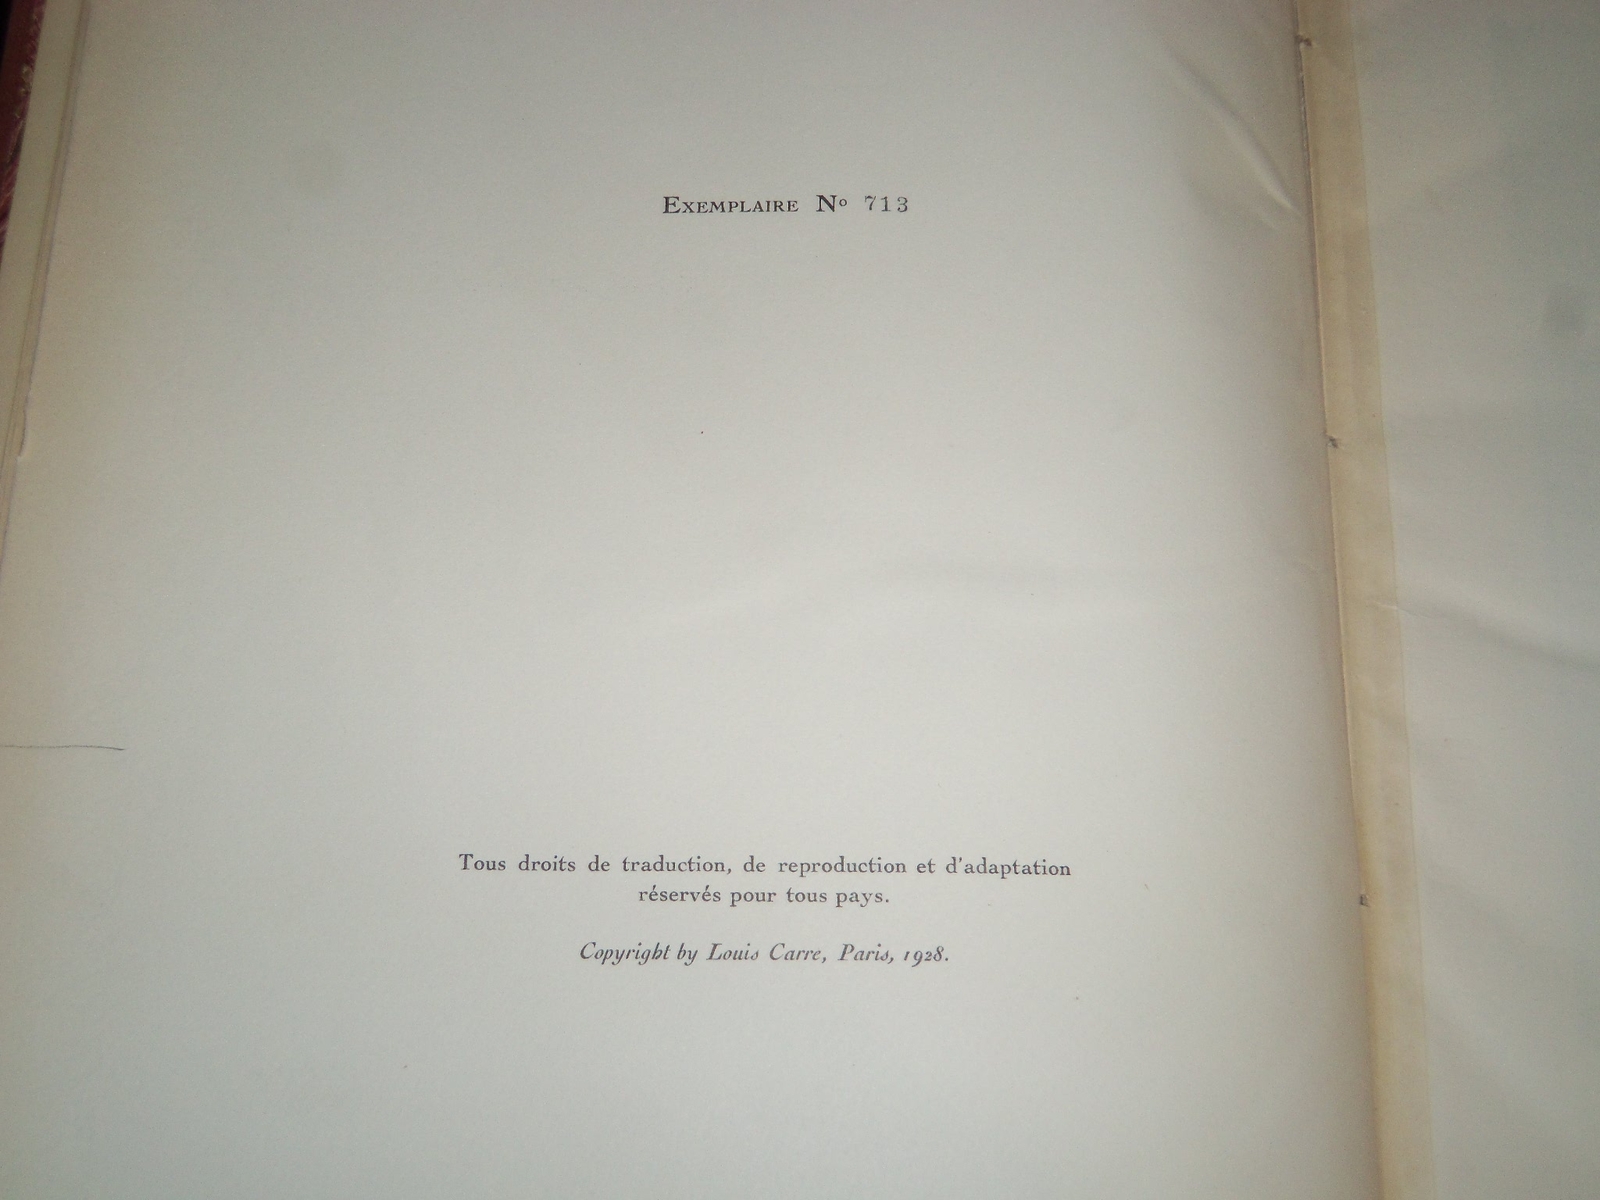 Exemplaire Nº 713
Tous droits de traduction, de reproduction et d'adaptation
réservés pour tous pays.
Copyright by Louis Carre, Paris, 1928.